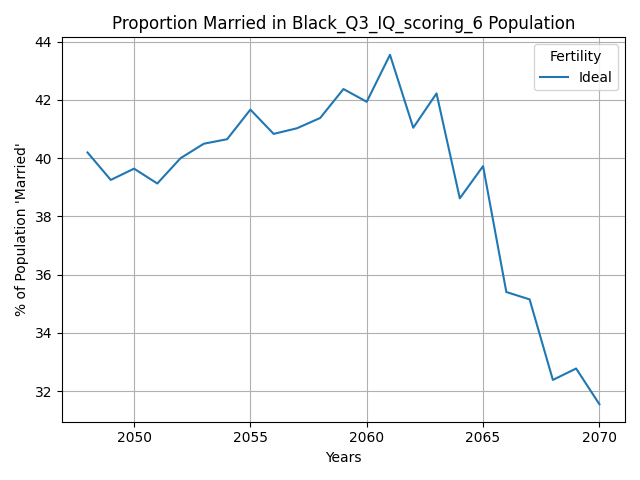 Proportion Married in Black_Q3_IQ_scoring_6 Population
Fertility
Ideal
% of Population 'Married'
44
42
40
38
36
34
32
2050
2055
2060
2065
2070
Years